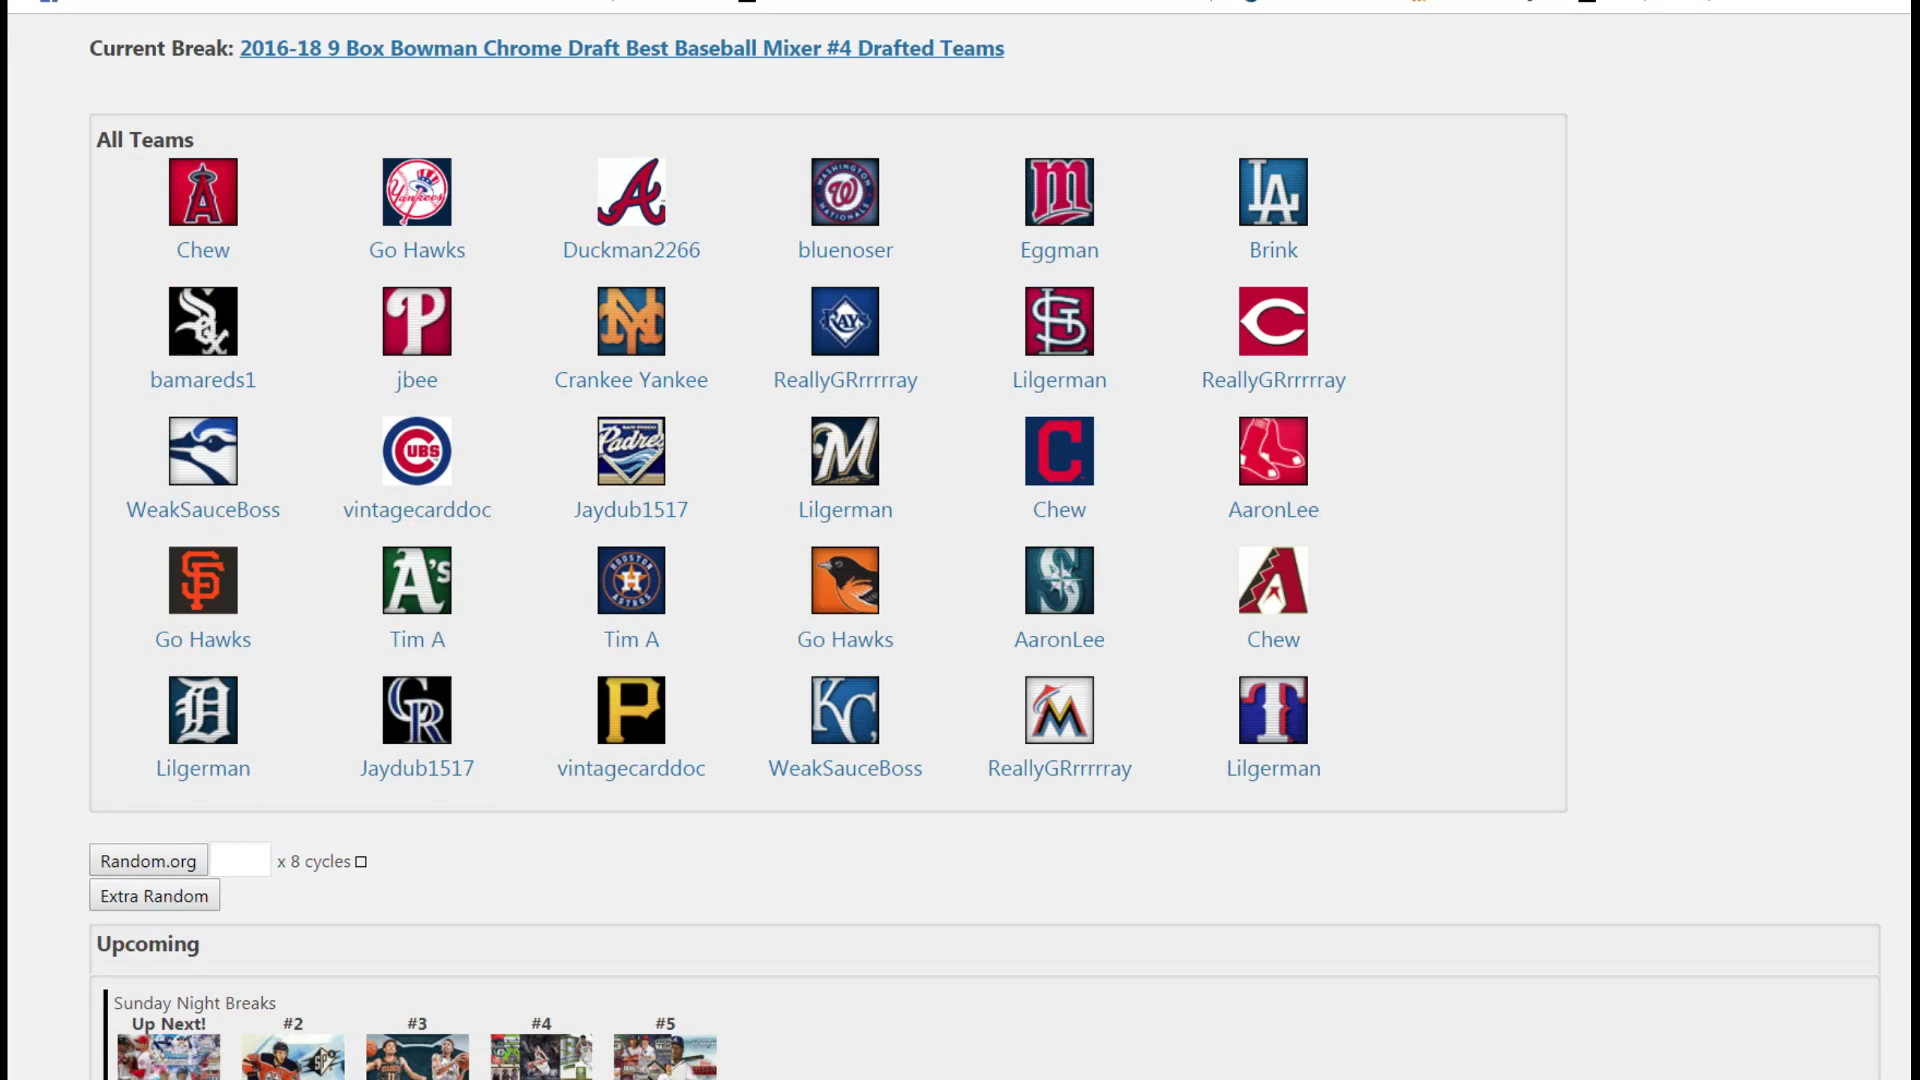 Current Break: 2016-18 9 Box Bowman Chrome Draft Best Baseball Mixer #4 Drafted Teams
All Teams
Chew Go Hawks Duckman2266 bluenoser Eggman Brink
bamareds1 jbee Crankee Yankee ReallyGRrrrrray Lilgerman ReallyGRrrrrray
WeakSauceBoss vintagecarddoc Jaydub1517 Lilgerman Chew AaronLee
Go Hawks Tim A Tim A Go Hawks AaronLee Chew
Lilgerman Jaydub1517 vintagecarddoc WeakSauceBoss ReallyGRrrrrray Lilgerman
Random.org x 8 cycles
Extra Random
Upcoming
Sunday Night Breaks
Up Next! #2 #3 #4 #5